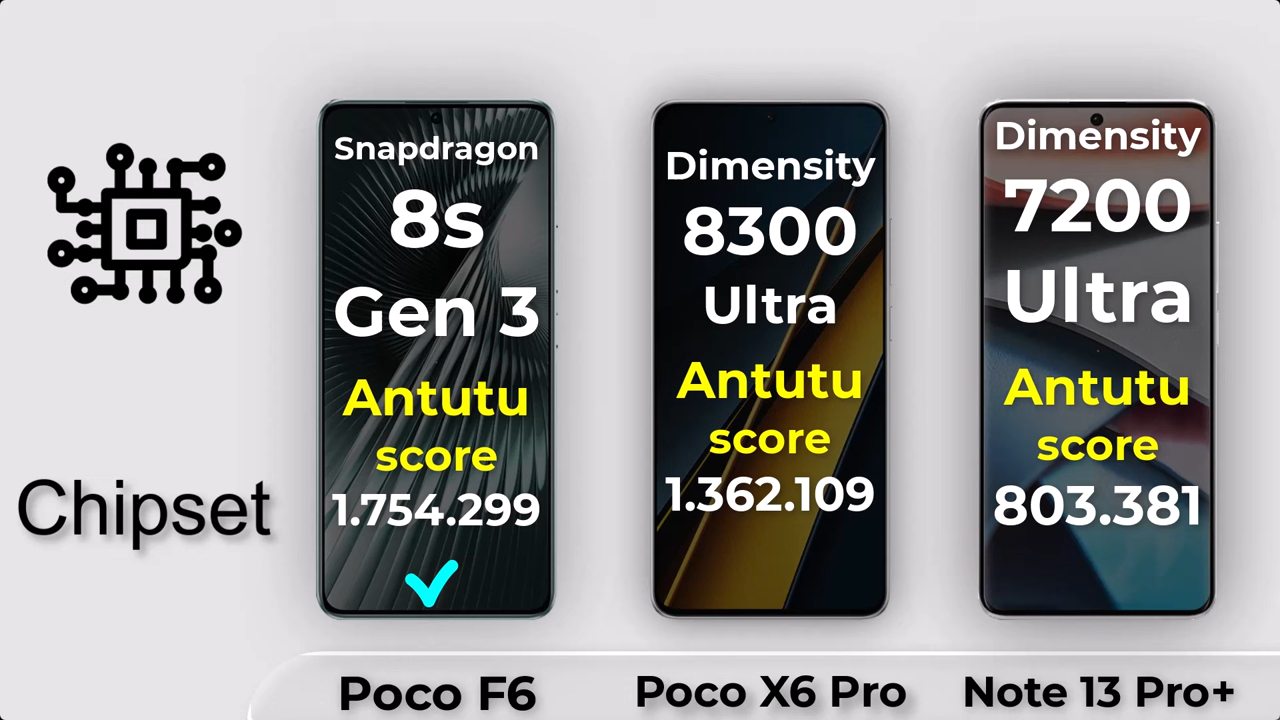 Chipset
Snapdragon
8s
Gen 3
Antutu
score
1.754.299
Poco F6
Dimensity
8300
Ultra
Antutu
score
1.362.109
Poco X6 Pro
Dimensity
7200
Ultra
Antutu
score
803.381
Note 13 Pro+